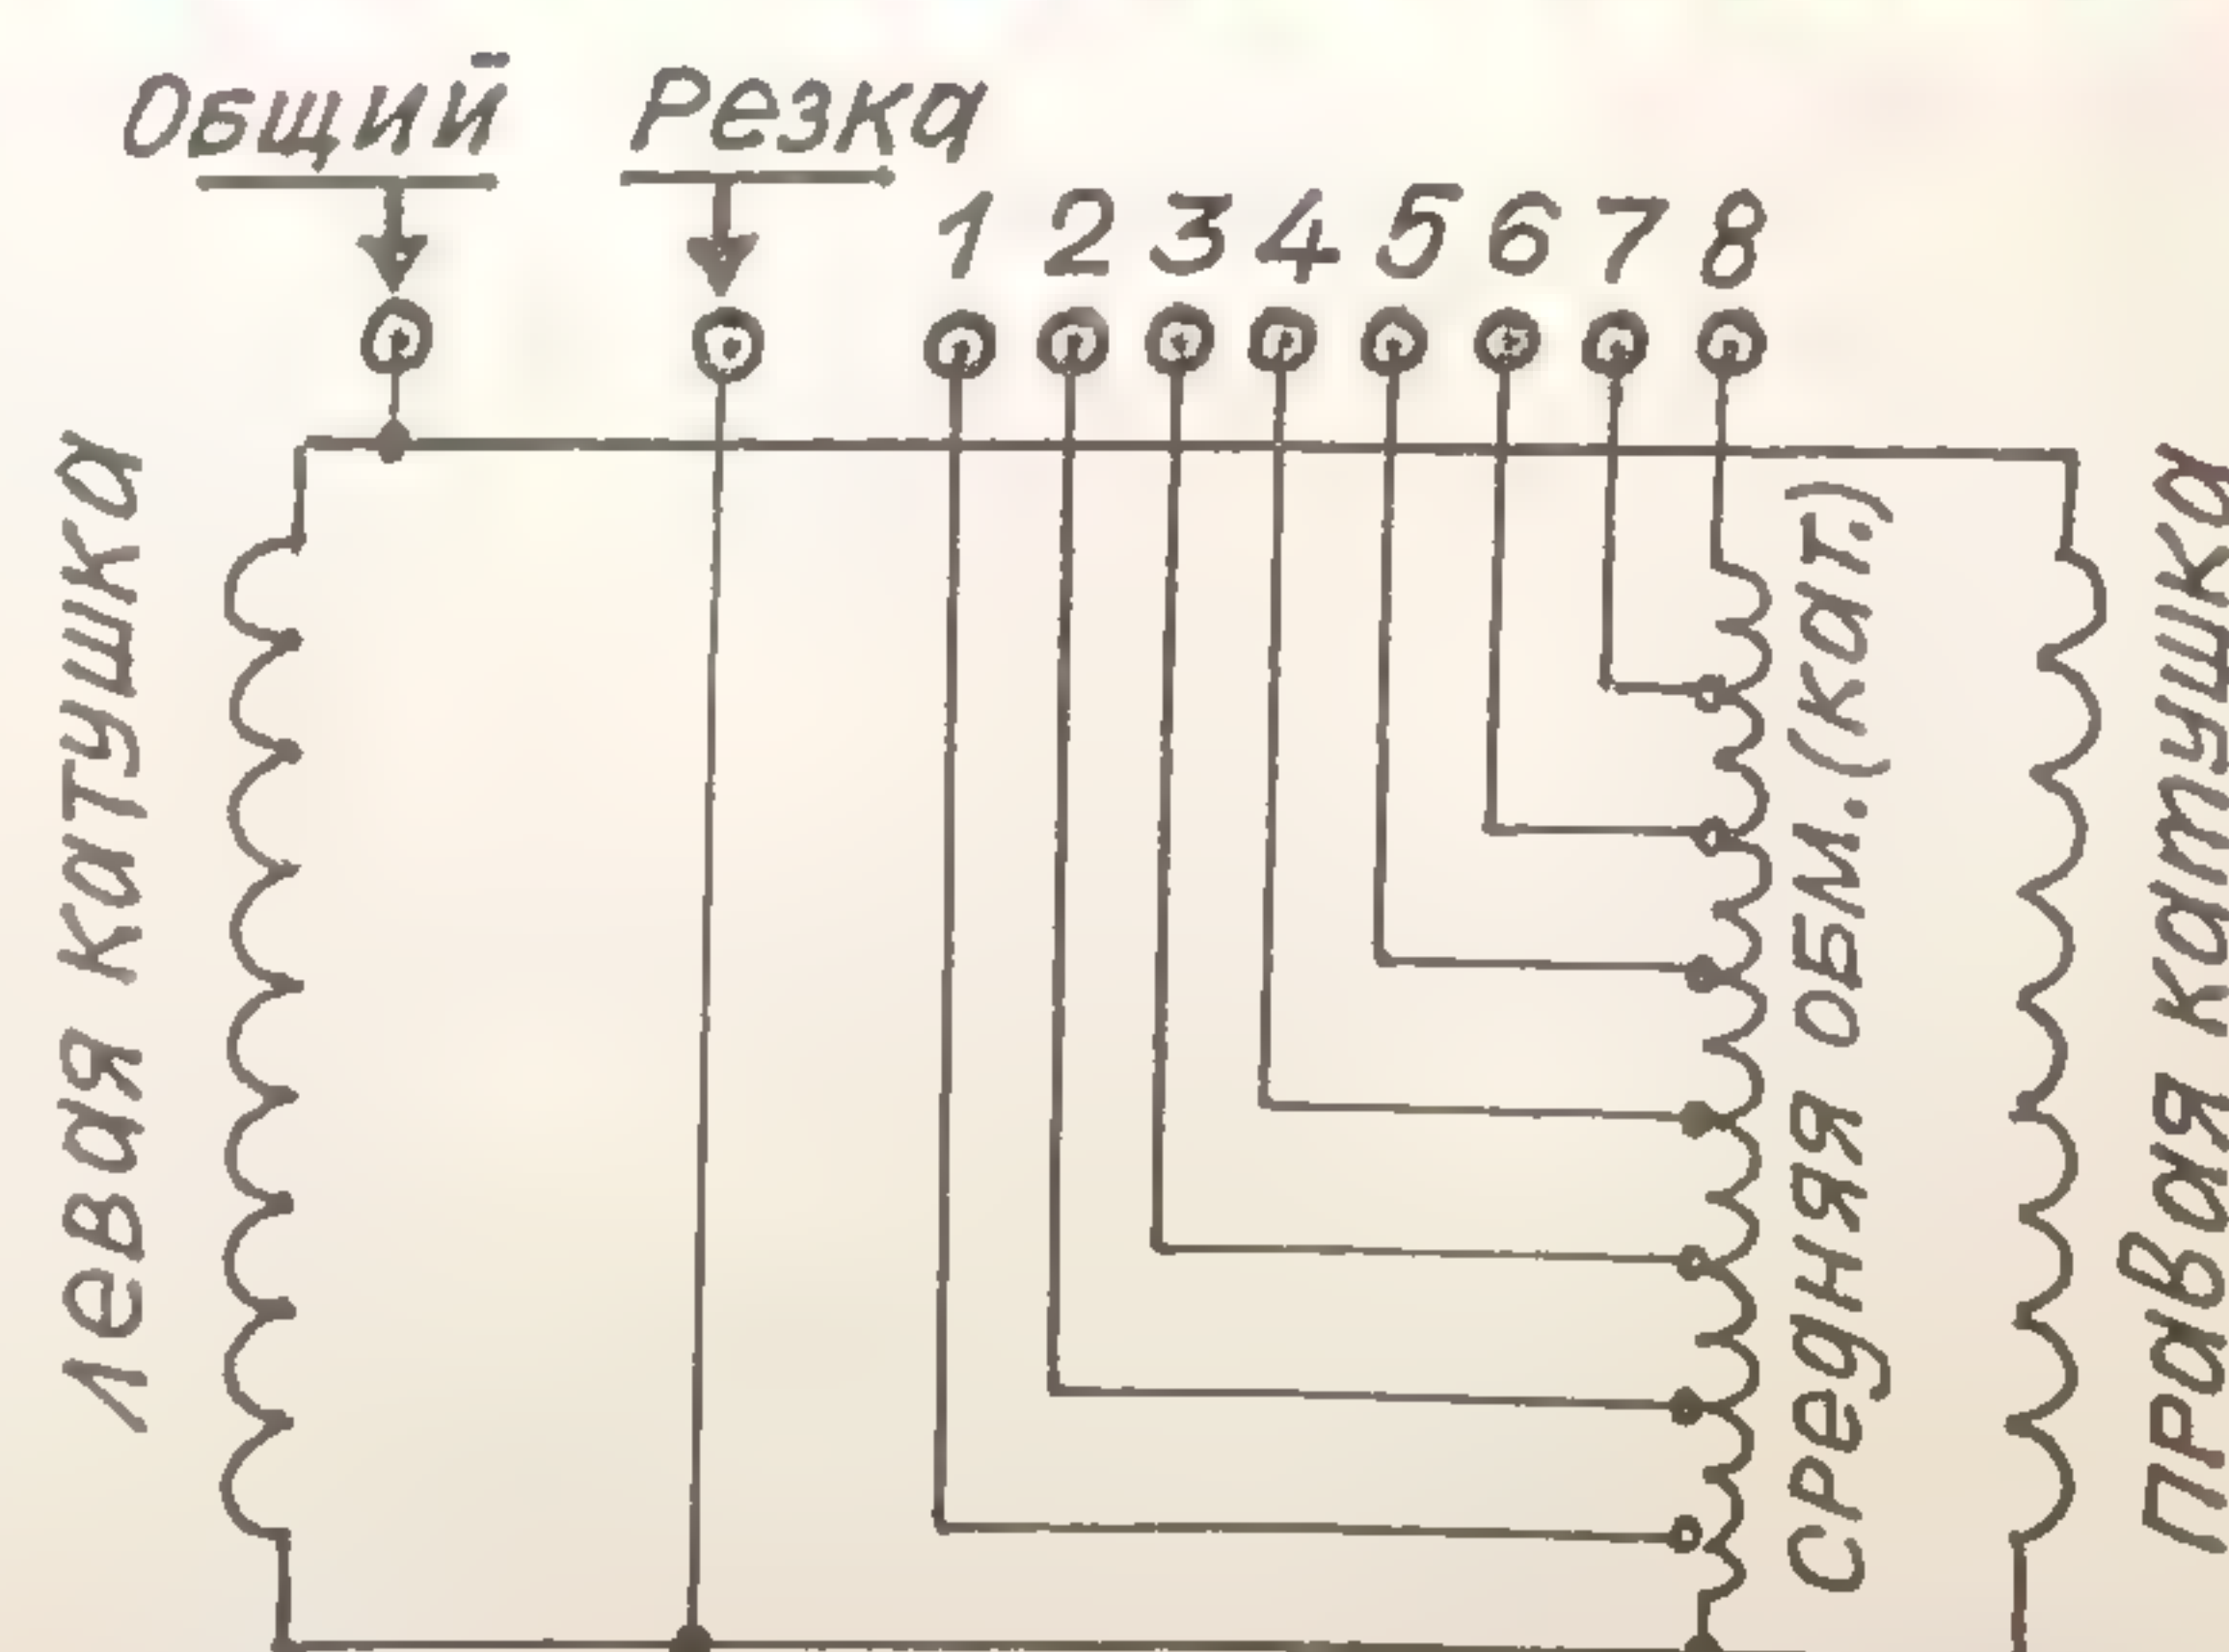 Общий Резка
1 2 3 4 5 6 7 8
Левая катушка
Средняя обм. (кат.)
Правая катушка